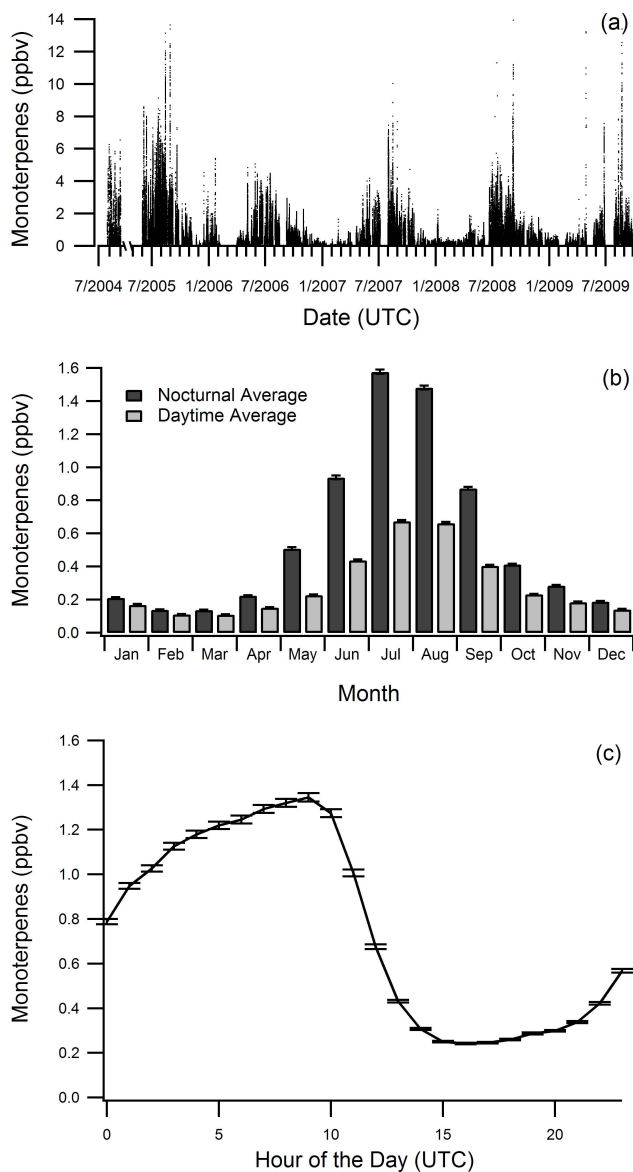 (a)
Monoterpenes (ppbv)
14
12
10
8
6
4
2
0
7/2004 7/2005 1/2006 7/2006 1/2007 7/2007 1/2008 7/2008 1/2009 7/2009
Date (UTC)
(b)
Monoterpenes (ppbv)
1.6
1.4
1.2
1.0
0.8
0.6
0.4
0.2
0.0
Nocturnal Average
Daytime Average
Jan Feb Mar Apr May Jun Jul Aug Sep Oct Nov Dec
Month
(c)
Monoterpenes (ppbv)
1.6
1.4
1.2
1.0
0.8
0.6
0.4
0.2
0.0
0 5 10 15 20
Hour of the Day (UTC)